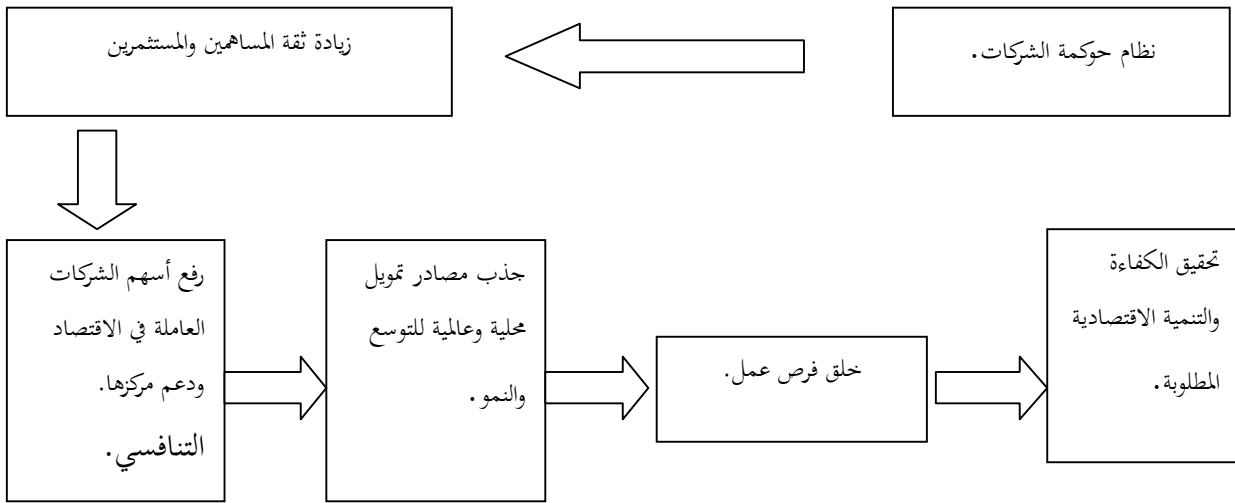 نظام حوكمة الشركات.
زيادة ثقة المساهمين والمستثمرين
رفع أسهم الشركات
العاملة في الاقتصاد
ودعم مركزها.
التنافسي.
جذب مصادر تمويل
محلية وعالمية للتوسع
والنمو.
خلق فرص عمل.
تحقيق الكفاءة
والتنمية الاقتصادية
المطلوبة.